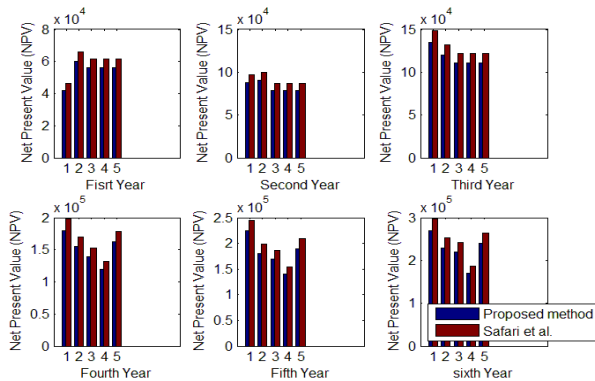 x 10^4
x 10^4
x 10^4
Net Present Value (NPV)
8
6
4
2
0
1 2 3 4 5
Fisrt Year
Net Present Value (NPV)
15
10
5
0
1 2 3 4 5
Second Year
Net Present Value (NPV)
15
10
5
0
1 2 3 4 5
Third Year
x 10^5
x 10^5
x 10^5
Net Present Value (NPV)
2
1.5
1
0.5
0
1 2 3 4 5
Fourth Year
Net Present Value (NPV)
2.5
2
1.5
1
0.5
0
1 2 3 4 5
Fifth Year
Net Present Value (NPV)
3
2
1
0
1 2 3 4 5
sixth Year
Proposed method
Safari et al.